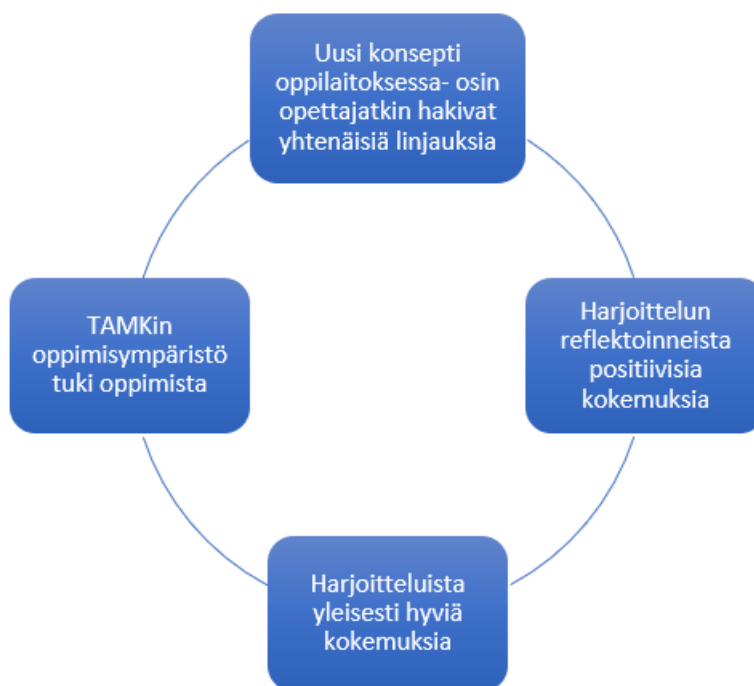 Uusi konsepti
oppilaitoksessa- osin
opettajatkin hakivat
yhtenäisiä linjauksia
TAMKin
oppimisympäristö
tuki oppimista
Harjoittelun
reflektoinneista
positiivisia
kokemuksia
Harjoitteluista
yleisesti hyviä
kokemuksia